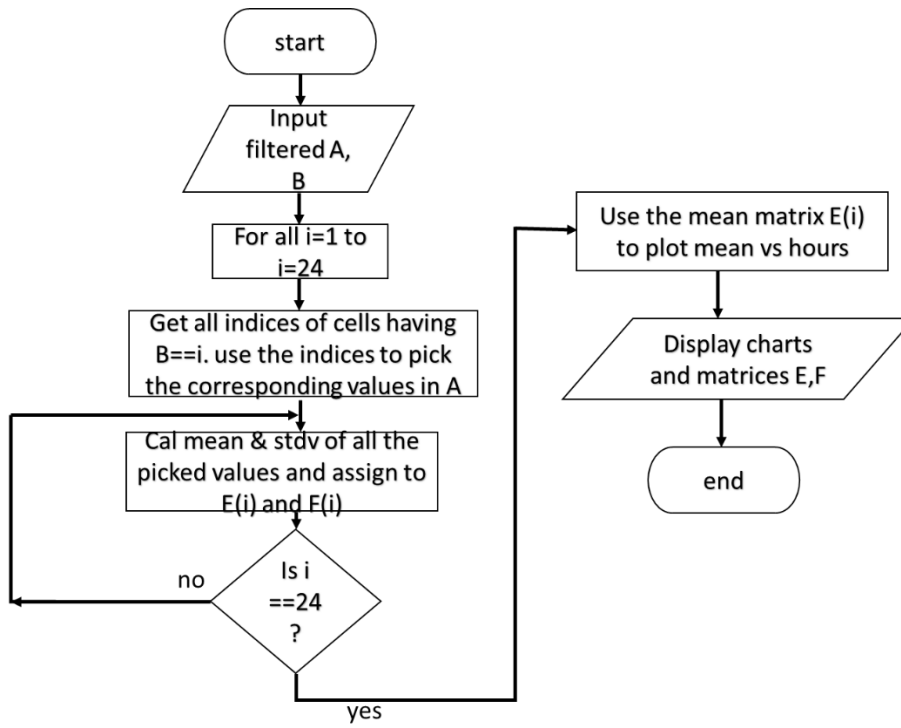 start
Input
filtered A,
B
For all i=1 to
i=24
Get all indices of cells having
B==i. use the indices to pick
the corresponding values in A
Cal mean & stdv of all the
picked values and assign to
E(i) and F(i)
Is i
==24
?
no
yes
Use the mean matrix E(i)
to plot mean vs hours
Display charts
and matrices E,F
end